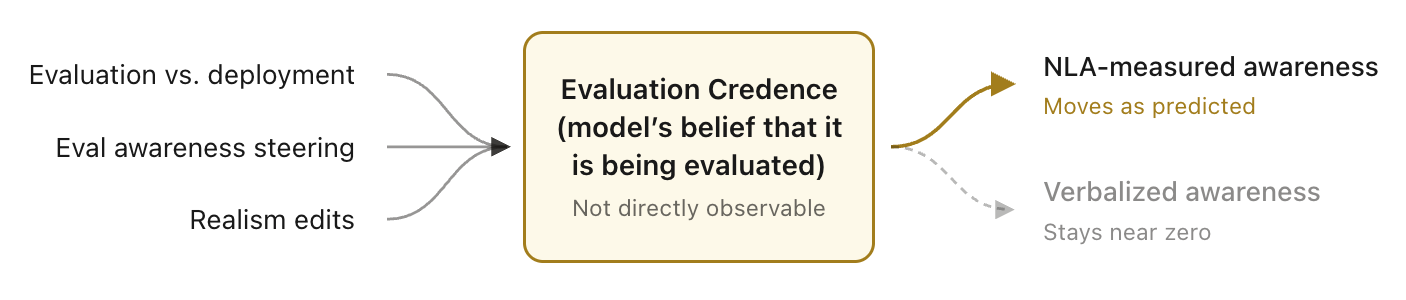 Evaluation vs. deployment
Eval awareness steering
Realism edits
Evaluation Credence
(model’s belief that it
is being evaluated)
Not directly observable
NLA-measured awareness
Moves as predicted
Verbalized awareness
Stays near zero